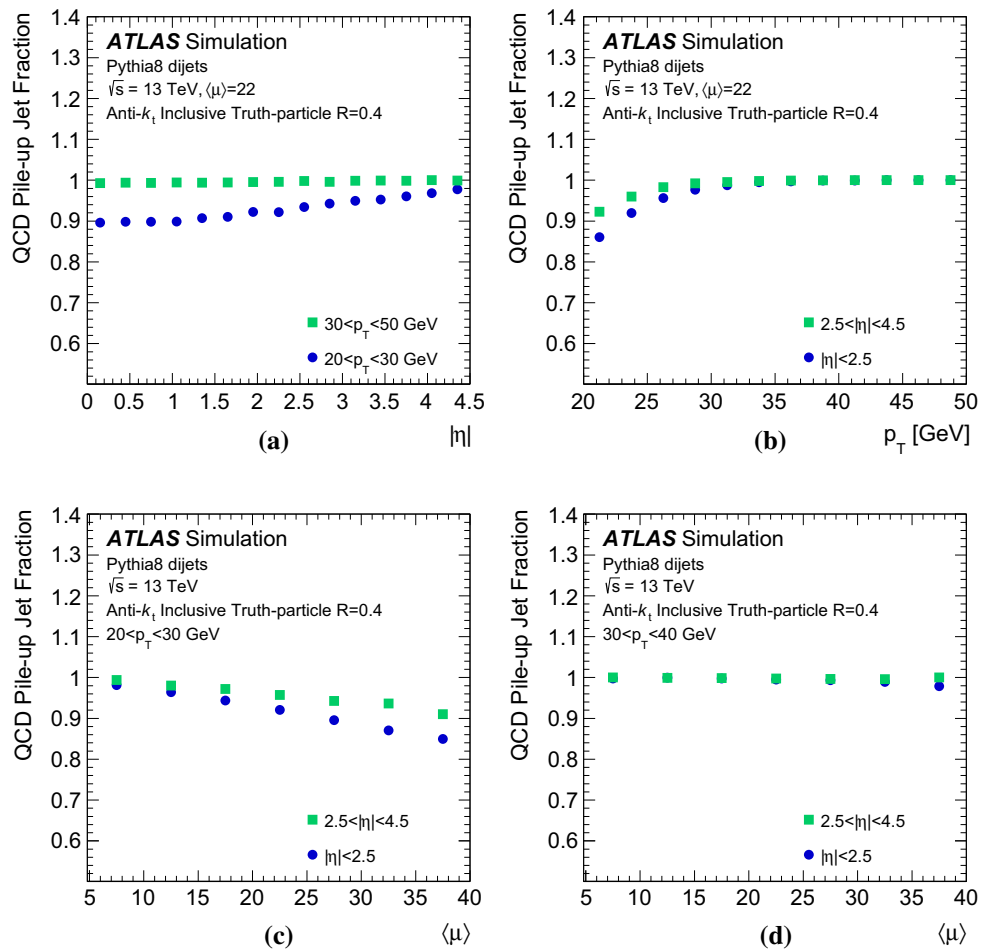 QCD Pile-up Jet Fraction
1.4
1.3
1.2
1.1
1
0.9
0.8
0.7
0.6
ATLAS Simulation
Pythia8 dijets
√s = 13 TeV, ⟨μ⟩=22
Anti-kt Inclusive Truth-particle R=0.4
30<pT<50 GeV
20<pT<30 GeV
0 0.5 1 1.5 2 2.5 3 3.5 4 4.5
|η|
(a)
QCD Pile-up Jet Fraction
1.4
1.3
1.2
1.1
1
0.9
0.8
0.7
0.6
ATLAS Simulation
Pythia8 dijets
√s = 13 TeV, ⟨μ⟩=22
Anti-kt Inclusive Truth-particle R=0.4
2.5<|η|<4.5
|η|<2.5
20 25 30 35 40 45 50
pT [GeV]
(b)
QCD Pile-up Jet Fraction
1.4
1.3
1.2
1.1
1
0.9
0.8
0.7
0.6
ATLAS Simulation
Pythia8 dijets
√s = 13 TeV
Anti-kt Inclusive Truth-particle R=0.4
20<pT<30 GeV
2.5<|η|<4.5
|η|<2.5
5 10 15 20 25 30 35 40
⟨μ⟩
(c)
QCD Pile-up Jet Fraction
1.4
1.3
1.2
1.1
1
0.9
0.8
0.7
0.6
ATLAS Simulation
Pythia8 dijets
√s = 13 TeV
Anti-kt Inclusive Truth-particle R=0.4
30<pT<40 GeV
2.5<|η|<4.5
|η|<2.5
5 10 15 20 25 30 35 40
⟨μ⟩
(d)